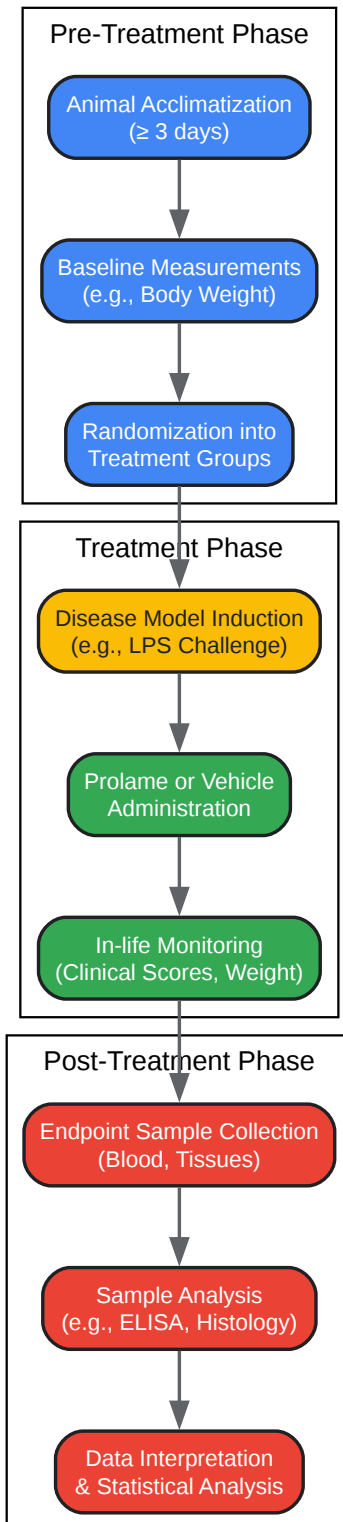 Pre-Treatment Phase
Animal Acclimatization
(≥ 3 days)
Baseline Measurements
(e.g., Body Weight)
Randomization into
Treatment Groups
Treatment Phase
Disease Model Induction
(e.g., LPS Challenge)
Prolame or Vehicle
Administration
In-life Monitoring
(Clinical Scores, Weight)
Post-Treatment Phase
Endpoint Sample Collection
(Blood, Tissues)
Sample Analysis
(e.g., ELISA, Histology)
Data Interpretation
& Statistical Analysis